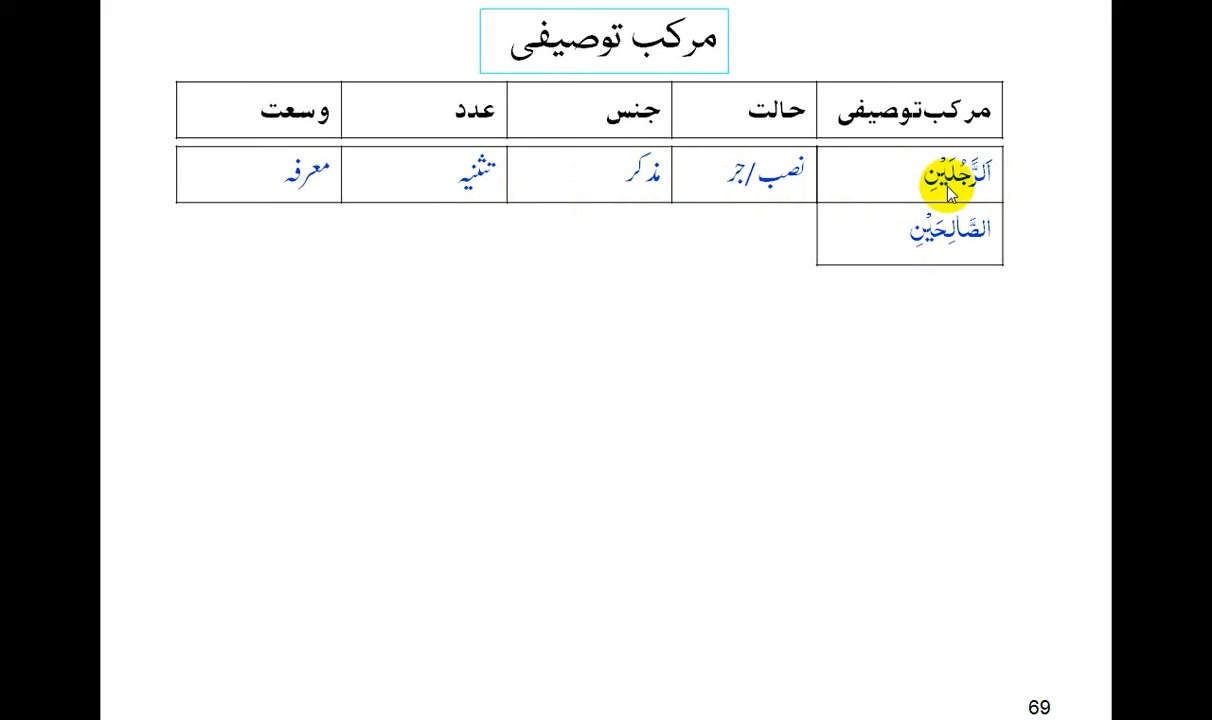 مرکب توصیفی
مرکب توصیفی حالت جنس عدد وسعت
اَلرَّجُلَيْنِ نصب/جر مذکر تثنیہ معرفہ
الصَّالِحَيْنِ
69